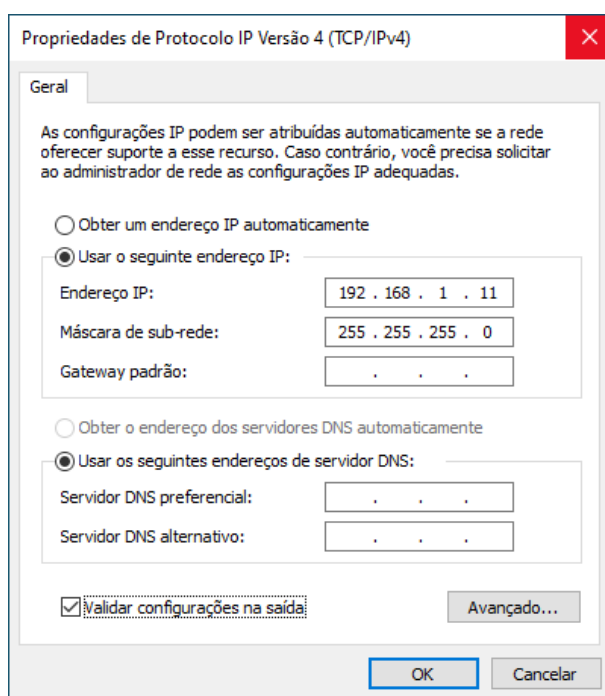 Propriedades de Protocolo IP Versão 4 (TCP/IPv4)
Geral
As configurações IP podem ser atribuídas automaticamente se a rede
oferecer suporte a esse recurso. Caso contrário, você precisa solicitar
ao administrador de rede as configurações IP adequadas.
Obter um endereço IP automaticamente
Usar o seguinte endereço IP:
Endereço IP: 192 . 168 . 1 . 11
Máscara de sub-rede: 255 . 255 . 255 . 0
Gateway padrão: . . .
Obter o endereço dos servidores DNS automaticamente
Usar os seguintes endereços de servidor DNS:
Servidor DNS preferencial: . . .
Servidor DNS alternativo: . . .
Validar configurações na saída Avançado...
OK Cancelar